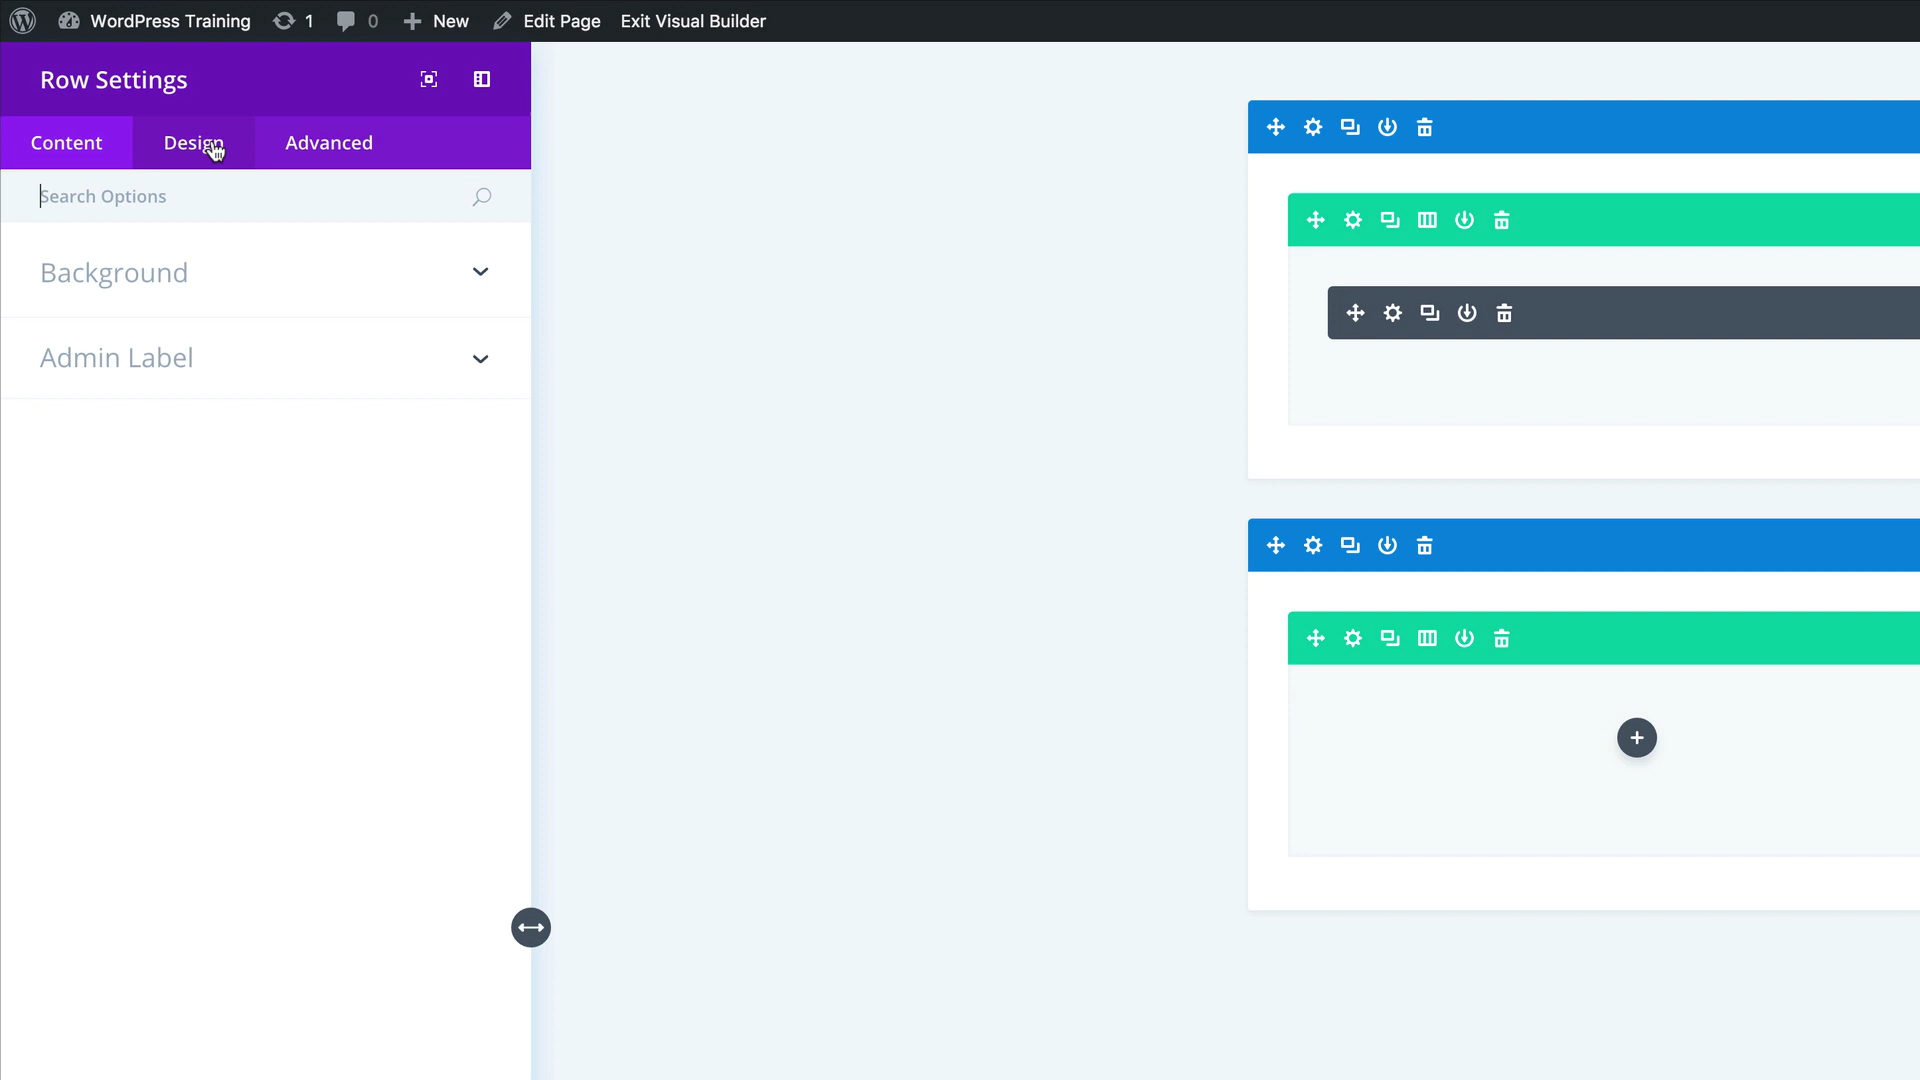 WordPress Training 1 0 New Edit Page Exit Visual Builder
Row Settings
Content Design Advanced
Search Options
Background
Admin Label